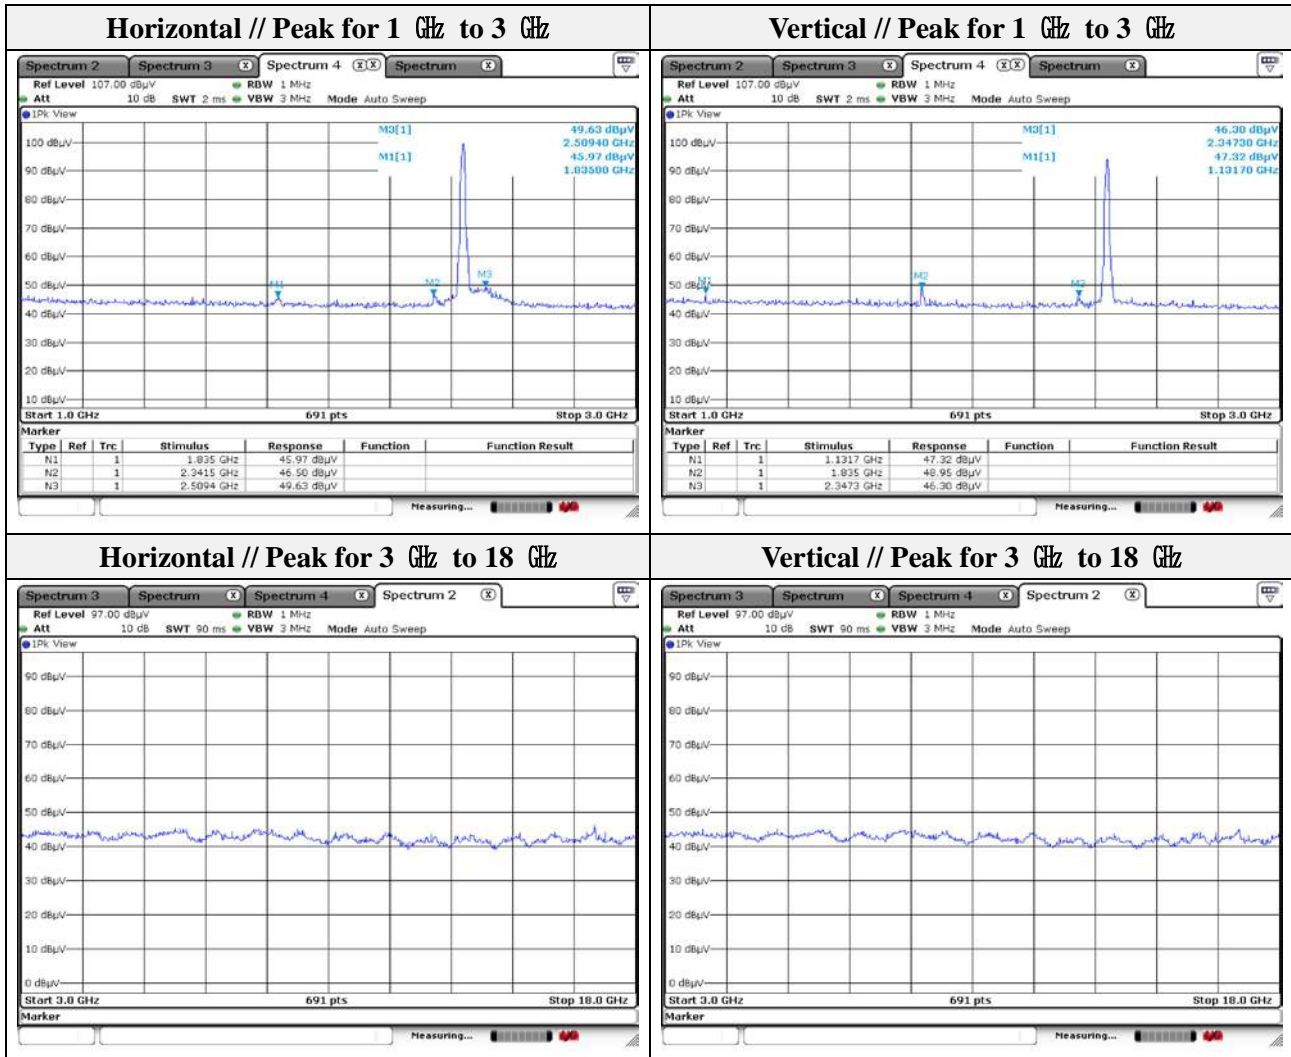 Horizontal // Peak for 1 ㎓ to 3 ㎓
Spectrum 2 Spectrum 3 Spectrum 4 Spectrum
Ref Level 107.00 dBµV RBW 1 MHz
Att 10 dB SWT 2 ms VBW 3 MHz Mode Auto Sweep
1Pk View
M3[1] 49.63 dBµV
2.50940 GHz
M1[1] 45.97 dBµV
1.83500 GHz
100 dBµV
90 dBµV
80 dBµV
70 dBµV
60 dBµV
50 dBµV
40 dBµV
30 dBµV
20 dBµV
10 dBµV
M1 M2 M3
Start 1.0 GHz 691 pts Stop 3.0 GHz
Marker
Type Ref Trc Stimulus Response Function Function Result
N1 1 1.835 GHz 45.97 dBµV
N2 1 2.3415 GHz 46.50 dBµV
N3 1 2.5094 GHz 49.63 dBµV
Measuring...
Vertical // Peak for 1 ㎓ to 3 ㎓
Spectrum 2 Spectrum 3 Spectrum 4 Spectrum
Ref Level 107.00 dBµV RBW 1 MHz
Att 10 dB SWT 2 ms VBW 3 MHz Mode Auto Sweep
1Pk View
M3[1] 46.30 dBµV
2.34730 GHz
M1[1] 47.32 dBµV
1.13170 GHz
100 dBµV
90 dBµV
80 dBµV
70 dBµV
60 dBµV
50 dBµV
40 dBµV
30 dBµV
20 dBµV
10 dBµV
M1 M2 M3
Start 1.0 GHz 691 pts Stop 3.0 GHz
Marker
Type Ref Trc Stimulus Response Function Function Result
N1 1 1.1317 GHz 47.32 dBµV
N2 1 1.835 GHz 48.95 dBµV
N3 1 2.3473 GHz 46.30 dBµV
Measuring...
Horizontal // Peak for 3 ㎓ to 18 ㎓
Spectrum 3 Spectrum Spectrum 4 Spectrum 2
Ref Level 97.00 dBµV RBW 1 MHz
Att 10 dB SWT 90 ms VBW 3 MHz Mode Auto Sweep
1Pk View
90 dBµV
80 dBµV
70 dBµV
60 dBµV
50 dBµV
40 dBµV
30 dBµV
20 dBµV
10 dBµV
0 dBµV
Start 3.0 GHz 691 pts Stop 18.0 GHz
Marker
Measuring...
Vertical // Peak for 3 ㎓ to 18 ㎓
Spectrum 3 Spectrum Spectrum 4 Spectrum 2
Ref Level 97.00 dBµV RBW 1 MHz
Att 10 dB SWT 90 ms VBW 3 MHz Mode Auto Sweep
1Pk View
90 dBµV
80 dBµV
70 dBµV
60 dBµV
50 dBµV
40 dBµV
30 dBµV
20 dBµV
10 dBµV
0 dBµV
Start 3.0 GHz 691 pts Stop 18.0 GHz
Marker
Measuring...